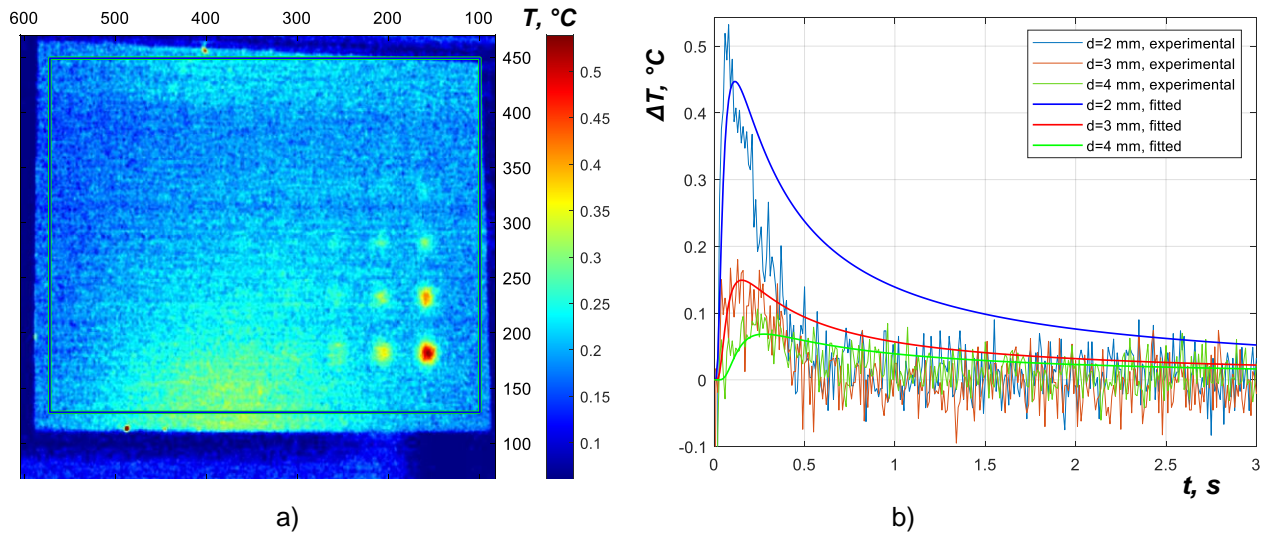 600 500 400 300 200 100
T, °C
450
400
350
300
250
200
150
100
0.5
0.45
0.4
0.35
0.3
0.25
0.2
0.15
0.1
a)
ΔT, °C
0.5
0.4
0.3
0.2
0.1
0
-0.1
0 0.5 1 1.5 2 2.5 3
t, s
d=2 mm, experimental
d=3 mm, experimental
d=4 mm, experimental
d=2 mm, fitted
d=3 mm, fitted
d=4 mm, fitted
b)